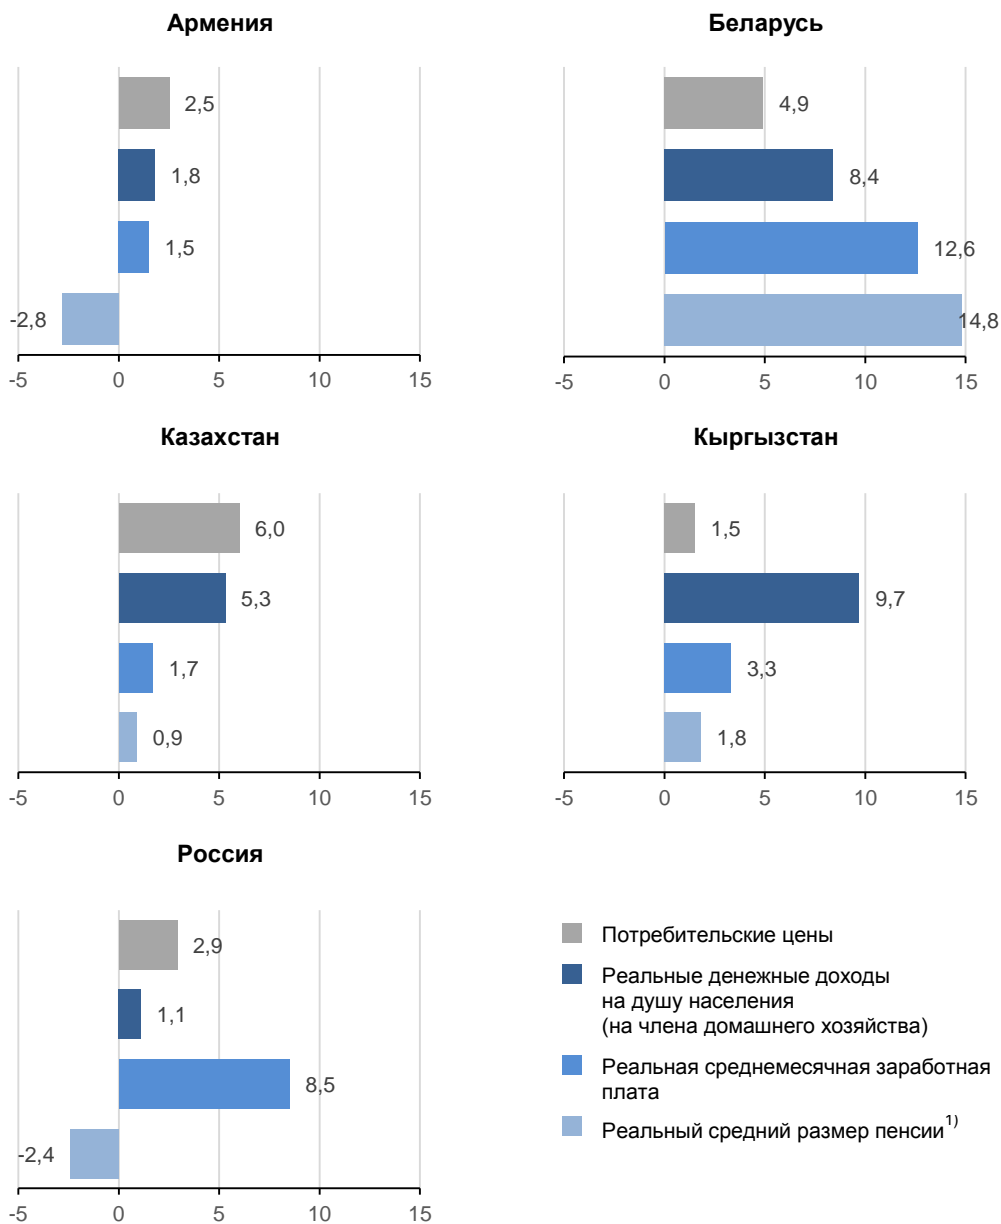 Армения
2,5
1,8
1,5
-2,8
-5 0 5 10 15
Беларусь
4,9
8,4
12,6
14,8
-5 0 5 10 15
Казахстан
6,0
5,3
1,7
0,9
-5 0 5 10 15
Кыргызстан
1,5
9,7
3,3
1,8
-5 0 5 10 15
Россия
2,9
1,1
8,5
-2,4
-5 0 5 10 15
Потребительские цены
Реальные денежные доходы
на душу населения
(на члена домашнего хозяйства)
Реальная среднемесячная заработная
плата
Реальный средний размер пенсии1)